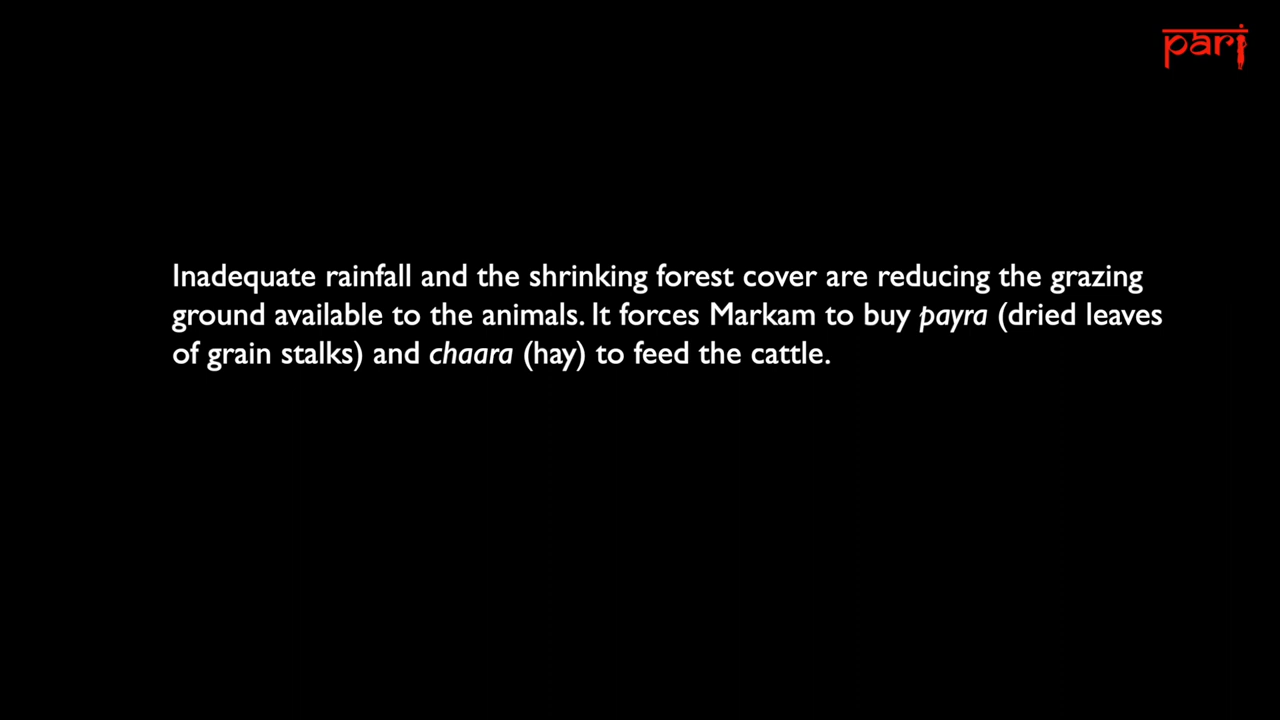 pari
Inadequate rainfall and the shrinking forest cover are reducing the grazing
ground available to the animals. It forces Markam to buy payra (dried leaves
of grain stalks) and chaara (hay) to feed the cattle.